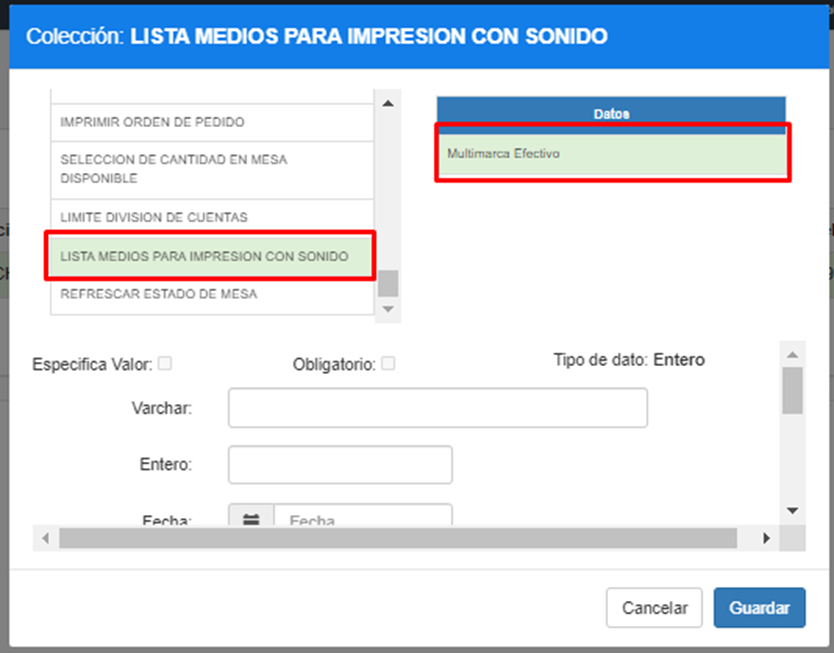 Colección: LISTA MEDIOS PARA IMPRESION CON SONIDO
IMPRIMIR ORDEN DE PEDIDO
SELECCION DE CANTIDAD EN MESA
DISPONIBLE
LIMITE DIVISION DE CUENTAS
LISTA MEDIOS PARA IMPRESION CON SONIDO
REFRESCAR ESTADO DE MESA
Datos
Multimarca Efectivo
Especifica Valor:
Obligatorio:
Tipo de dato: Entero
Varchar:
Entero:
Fecha:
Fecha
Cancelar
Guardar